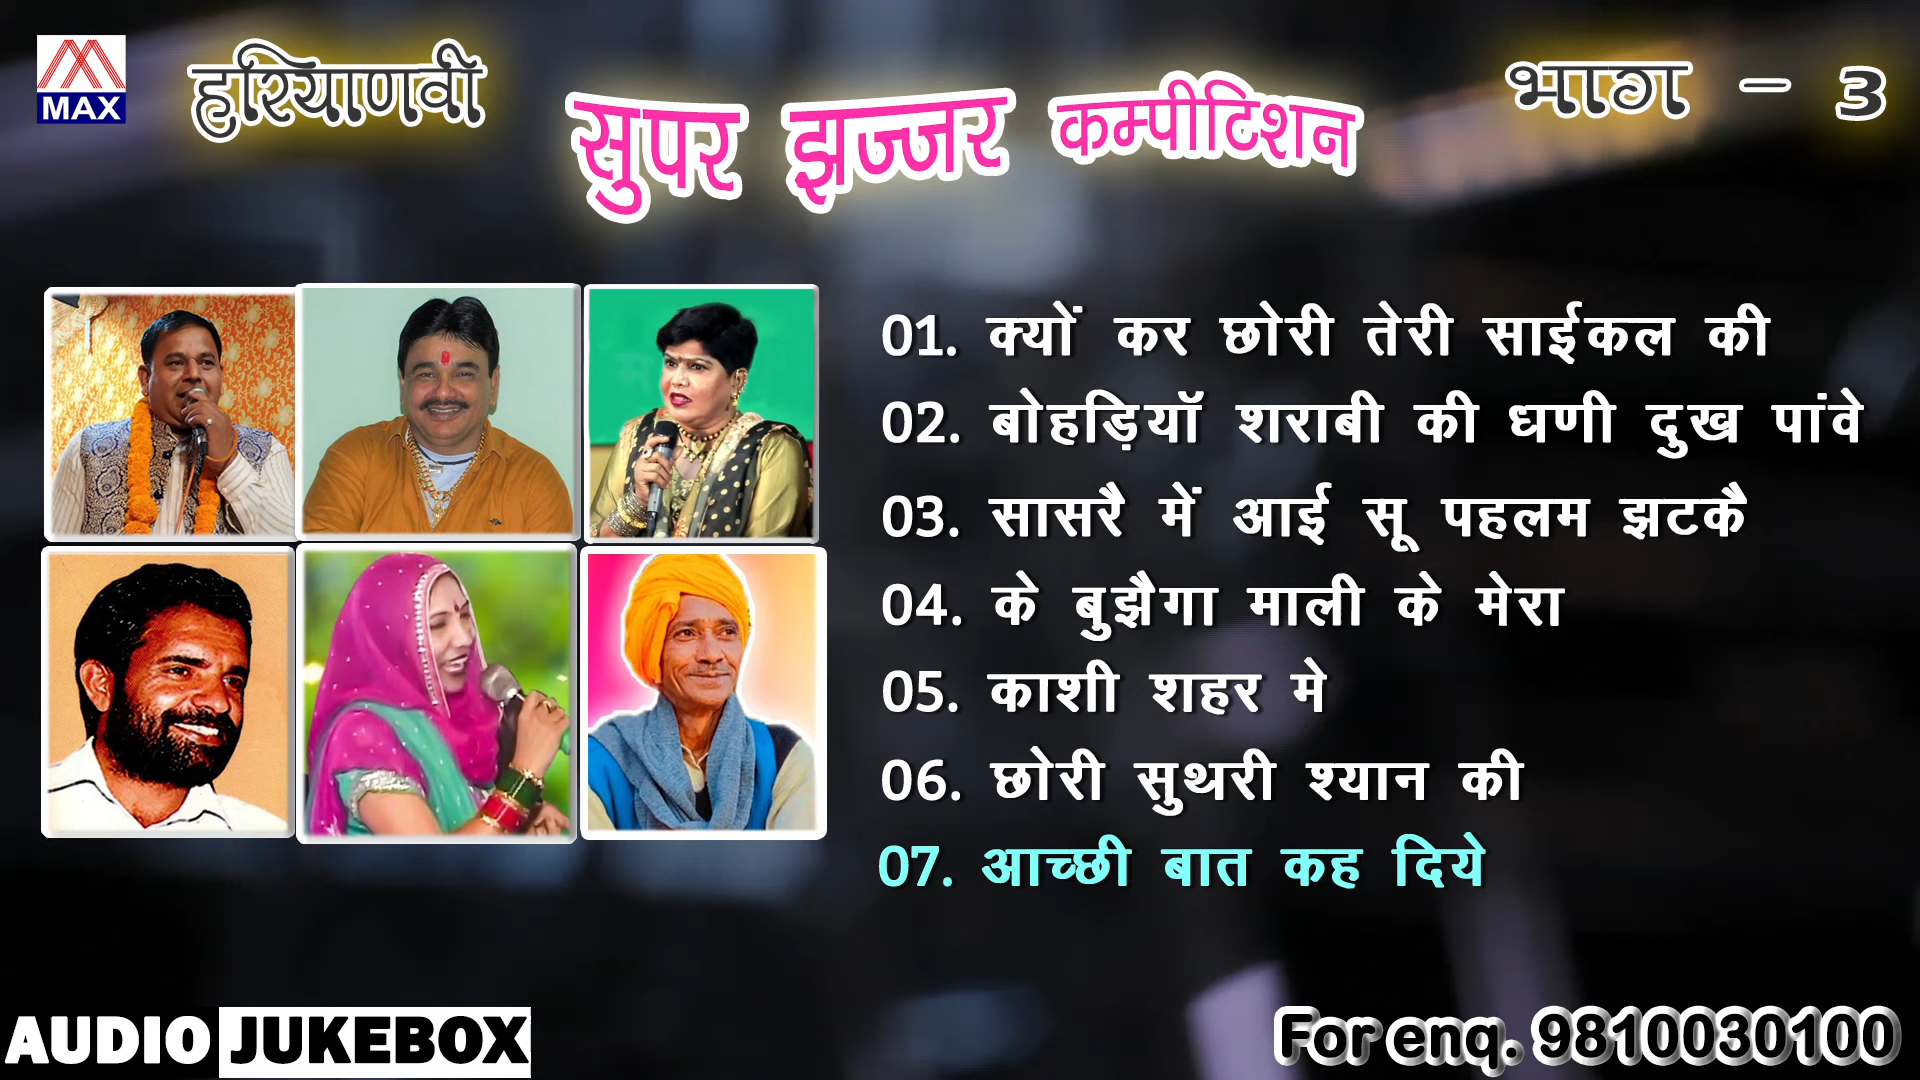 MAX
हरियाणवी
सुपर झज्जर कम्पीटिशन
भाग - 3
01. क्यों कर छोरी तेरी साईकल की
02. बोहड़ियॉ शराबी की धणी दुख पांवे
03. सासरै में आई सू पहलम झटकै
04. के बुझैगा माली के मेरा
05. काशी शहर मे
06. छोरी सुथरी श्यान की
07. आच्छी बात कह दिये
AUDIO JUKEBOX
For enq. 9810030100